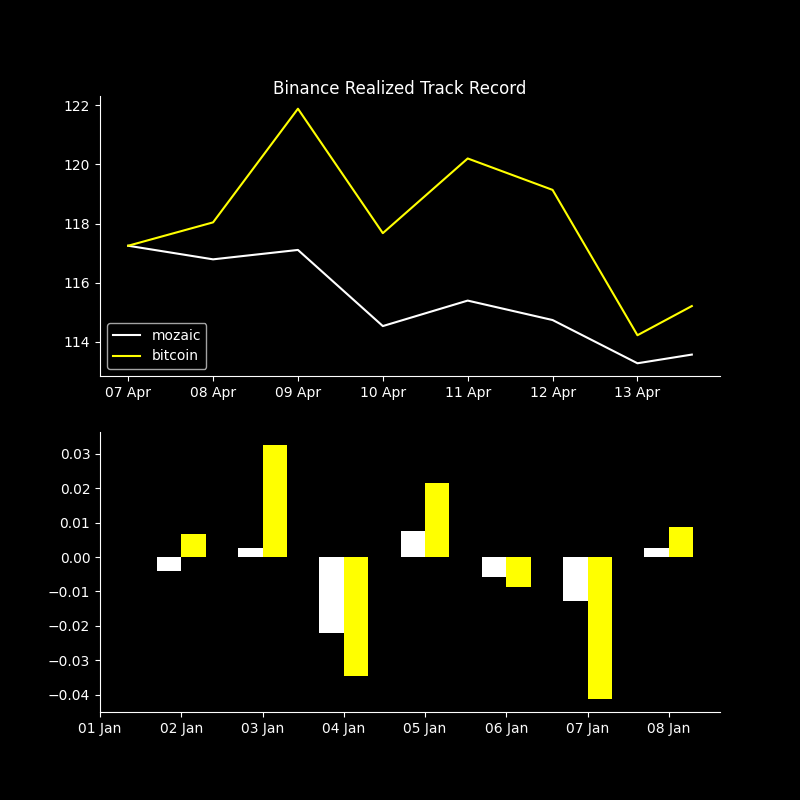 Binance Realized Track Record
122
120
118
116
114
mozaic
bitcoin
07 Apr 08 Apr 09 Apr 10 Apr 11 Apr 12 Apr 13 Apr
0.03
0.02
0.01
0.00
−0.01
−0.02
−0.03
−0.04
01 Jan 02 Jan 03 Jan 04 Jan 05 Jan 06 Jan 07 Jan 08 Jan